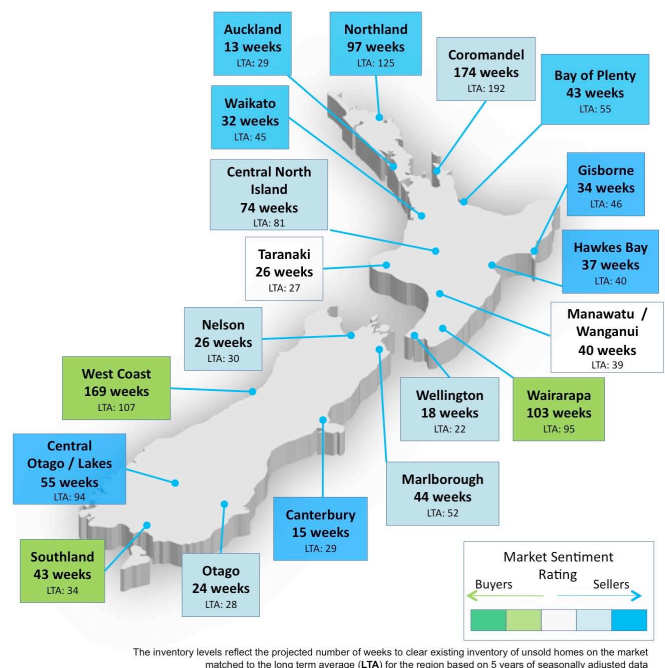 Auckland
13 weeks
LTA: 29
Northland
97 weeks
LTA: 125
Coromandel
174 weeks
LTA: 192
Bay of Plenty
43 weeks
LTA: 55
Waikato
32 weeks
LTA: 45
Central North
Island
74 weeks
LTA: 81
Gisborne
34 weeks
LTA: 46
Taranaki
26 weeks
LTA: 27
Hawkes Bay
37 weeks
LTA: 40
Manawatu /
Wanganui
40 weeks
LTA: 39
Nelson
26 weeks
LTA: 30
West Coast
169 weeks
LTA: 107
Wellington
18 weeks
LTA: 22
Wairarapa
103 weeks
LTA: 95
Central
Otago / Lakes
55 weeks
LTA: 94
Marlborough
44 weeks
LTA: 52
Canterbury
15 weeks
LTA: 29
Southland
43 weeks
LTA: 34
Otago
24 weeks
LTA: 28
Market Sentiment
Rating
Buyers Sellers
The inventory levels reflect the projected number of weeks to clear existing inventory of unsold homes on the market
matched to the long term average (LTA) for the region based on 5 years of seasonally adjusted data